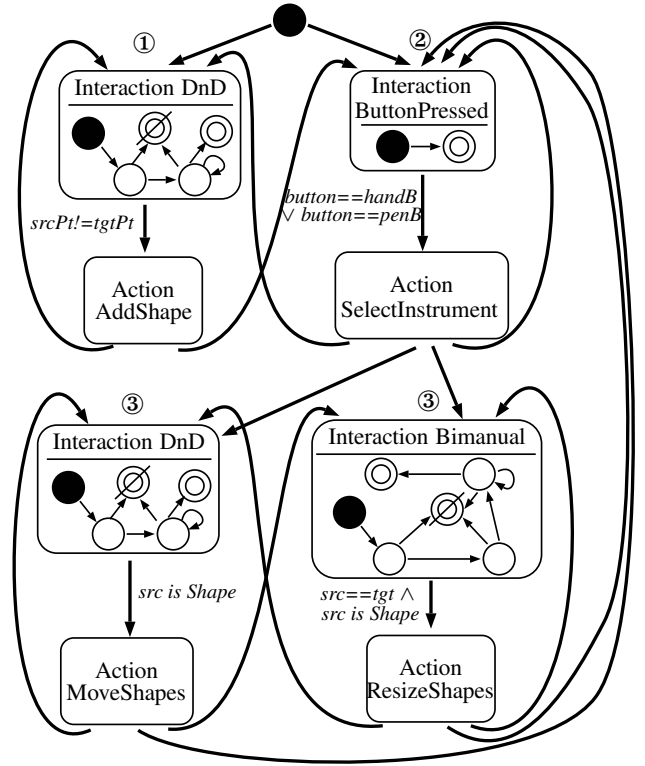 ①
②
Interaction DnD
Interaction
ButtonPressed
srcPt!=tgtPt
button==handB
∨ button==penB
Action
AddShape
Action
SelectInstrument
③
③
Interaction DnD
Interaction Bimanual
src is Shape
src==tgt ∧
src is Shape
Action
MoveShapes
Action
ResizeShapes